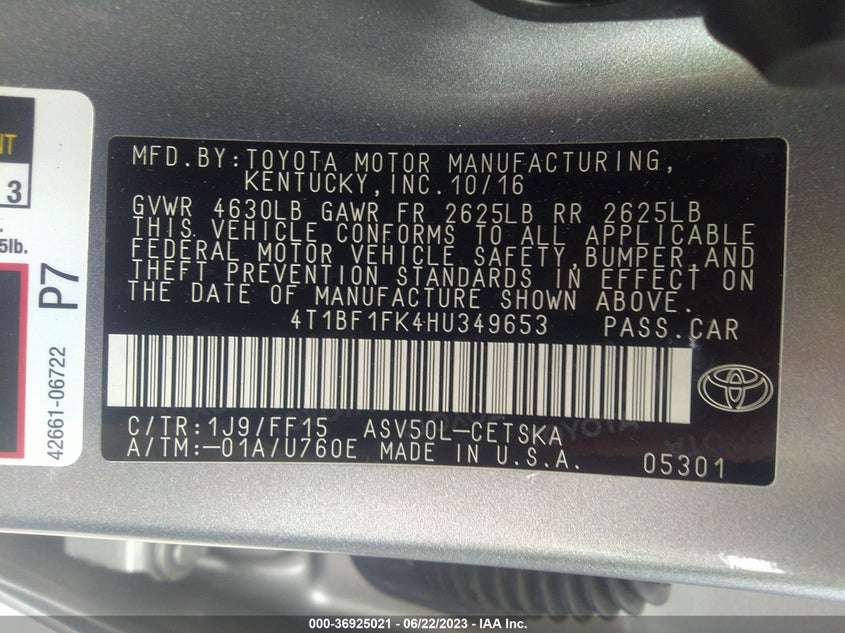 NT
3
5lb.
P7
42661-06722
MFD.BY:TOYOTA MOTOR MANUFACTURING,
KENTUCKY,INC.10/16
GVWR 4630LB GAWR FR 2625LB RR 2625LB
THIS VEHICLE CONFORMS TO ALL APPLICABLE
FEDERAL MOTOR VEHICLE SAFETY,BUMPER,AND
THEFT PREVENTION STANDARDS IN EFFECT ON
THE DATE OF MANUFACTURE SHOWN ABOVE.
4T1BF1FK4HU349653 PASS.CAR
C/TR:1J9/FF15 ASV50L-CETSKA
A/TM:-01A/U760E MADE IN U.S.A. 05301
000-36925021 - 06/22/2023 - IAA Inc.